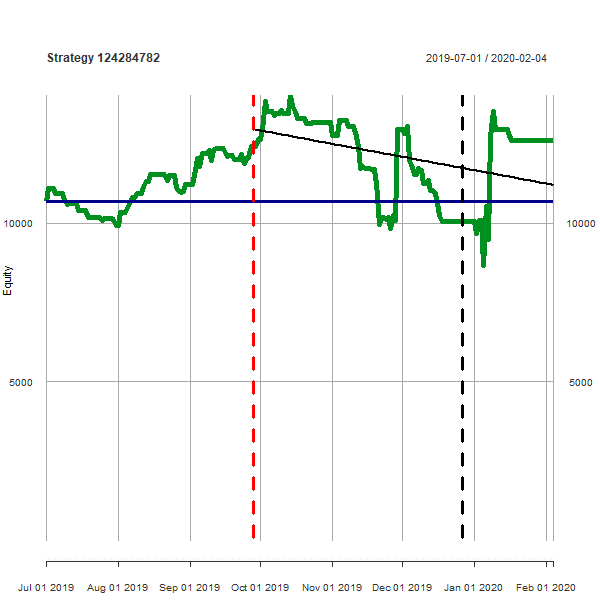 Strategy 124284782 2019-07-01 / 2020-02-04
10000 10000
Equity
5000 5000
Jul 01 2019 Aug 01 2019 Sep 01 2019 Oct 01 2019 Nov 01 2019 Dec 01 2019 Jan 01 2020 Feb 01 2020